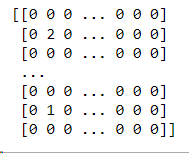 [[0 0 0 ... 0 0 0]
[0 2 0 ... 0 0 0]
[0 0 0 ... 0 0 0]
...
[0 0 0 ... 0 0 0]
[0 1 0 ... 0 0 0]
[0 0 0 ... 0 0 0]]